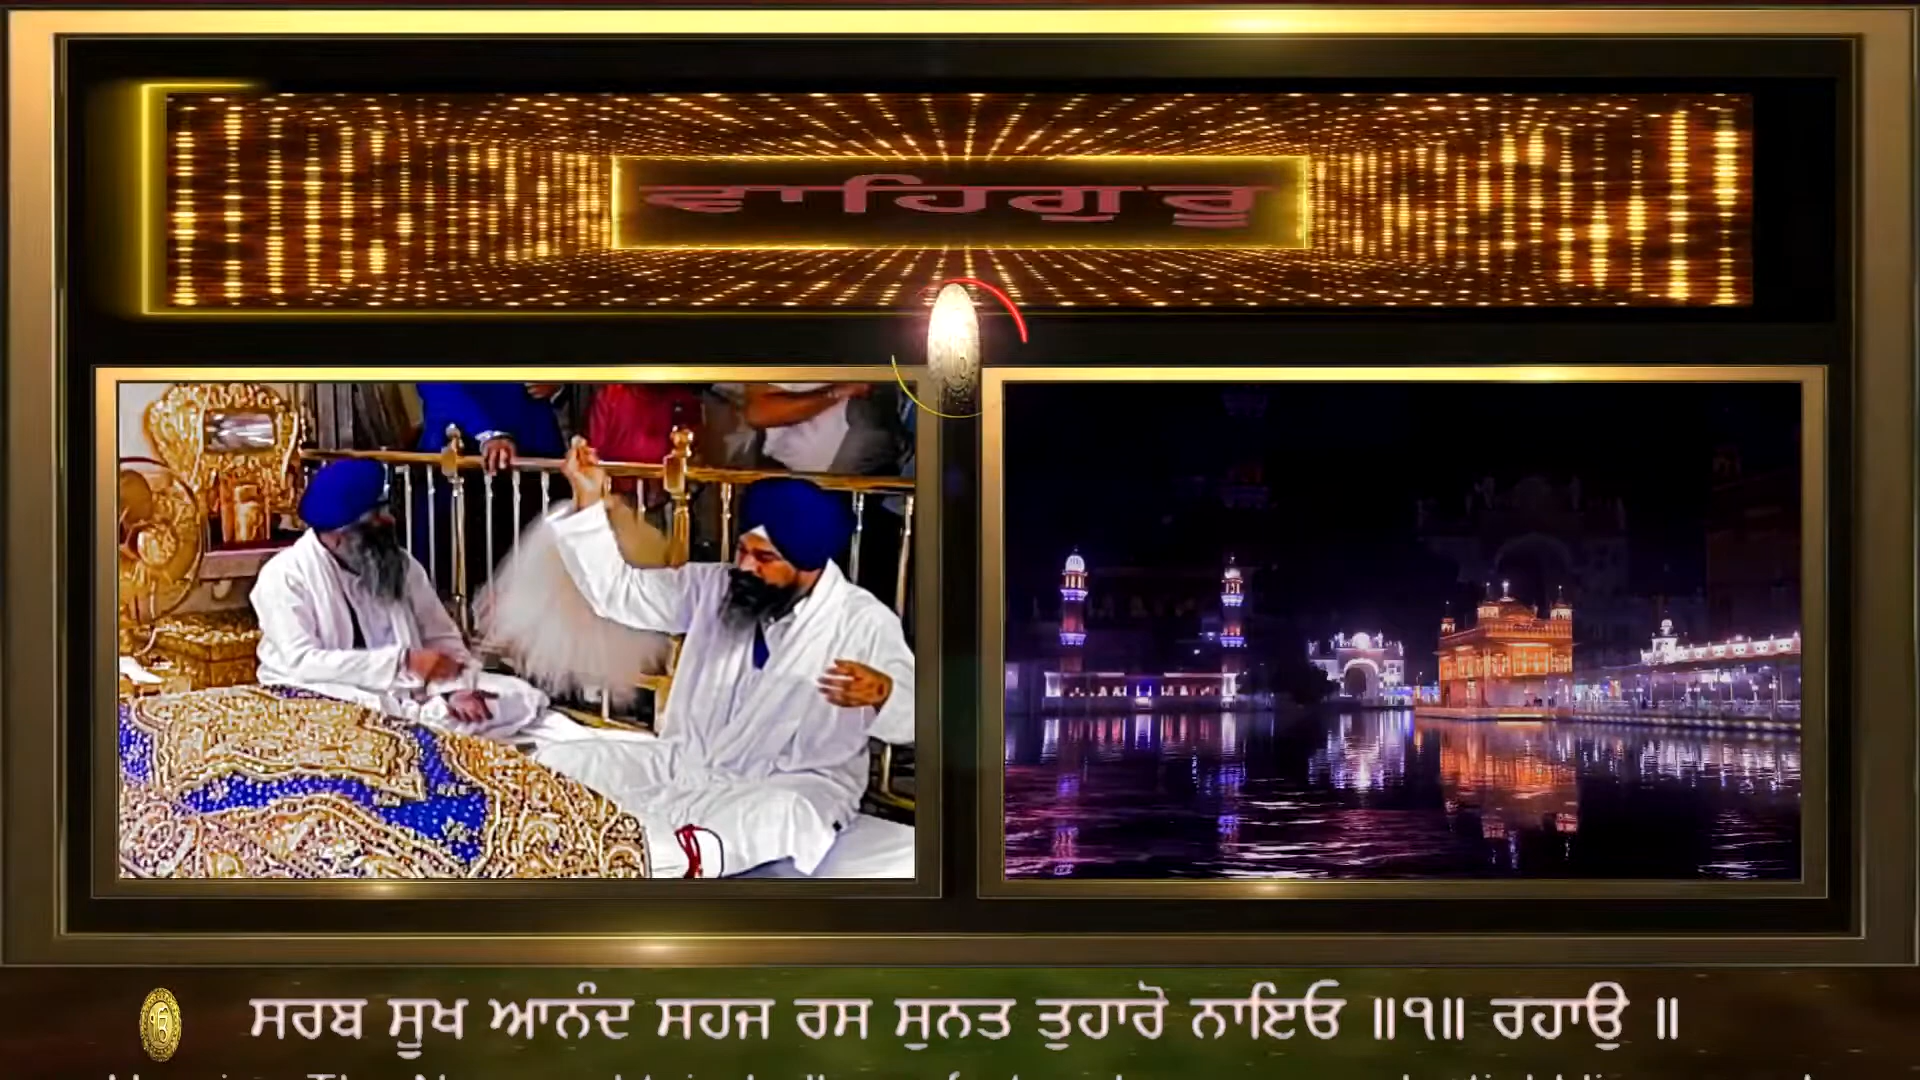 ਵਾਹਿਗੁਰੂ
ਸਰਬ ਸੂਖ ਆਨੰਦ ਸਹਜ ਰਸ ਸੁਨਤ ਤੁਹਾਰੋ ਨਾਇਓ ॥੧॥ ਰਹਾਉ ॥